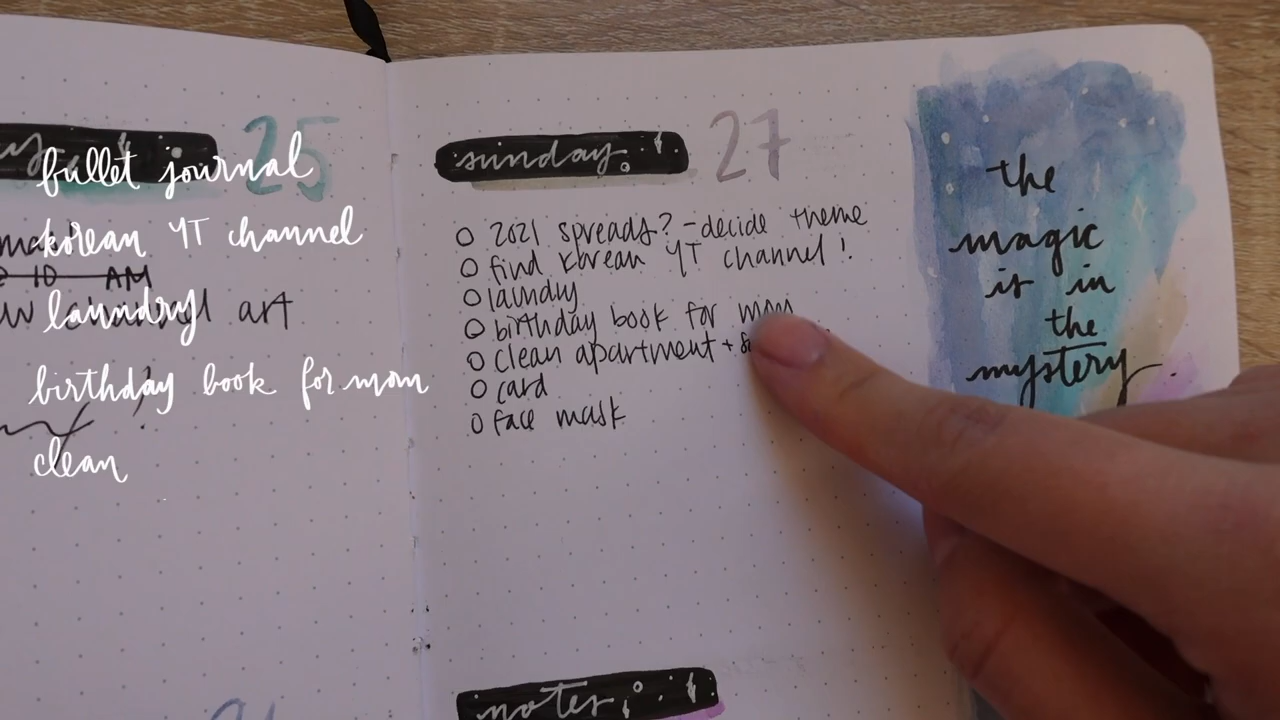 25
bullet journal
korean YT channel
10 AM
laundry
art
birthday book for mom
clean
sunday 27
2021 spreads? - decide theme
find korean YT channel!
laundry
birthday book for mom
clean apartment +
card
face mask
notes
the
magic
is in
the
mystery